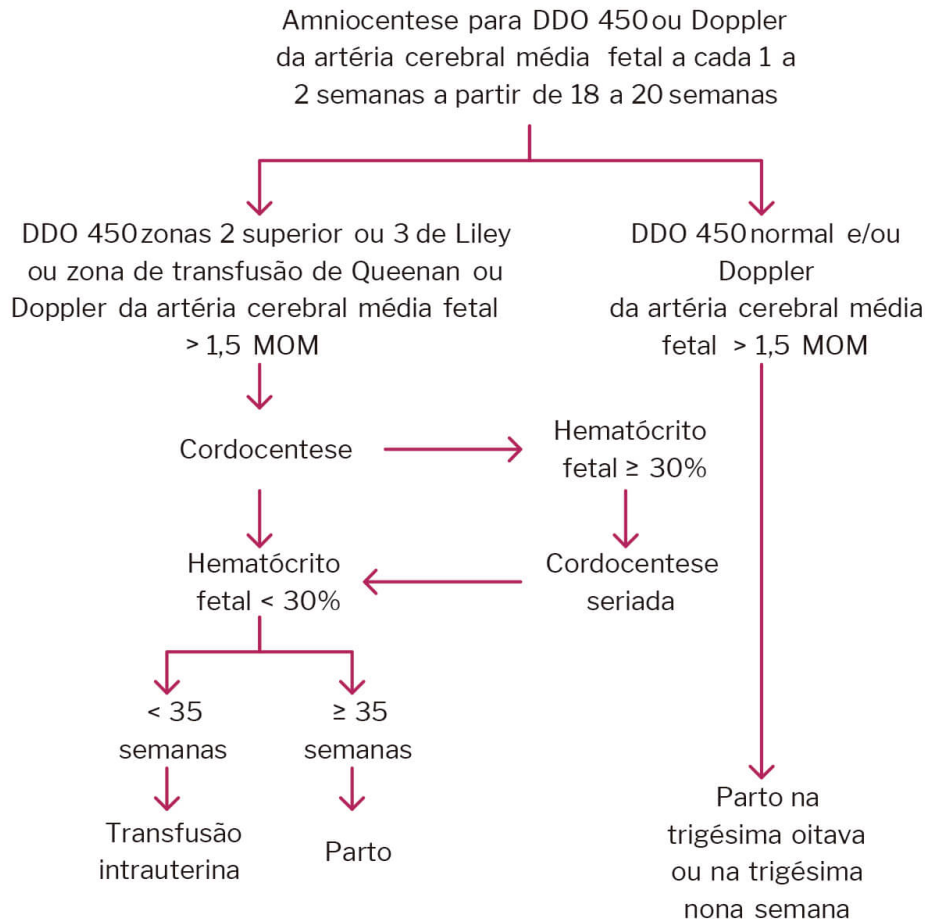 Amniocentese para DDO 450 ou Doppler
da artéria cerebral média fetal a cada 1 a
2 semanas a partir de 18 a 20 semanas
DDO 450 zonas 2 superior ou 3 de Liley
ou zona de transfusão de Queenan ou
Doppler da artéria cerebral média fetal
> 1,5 MOM
DDO 450 normal e/ou
Doppler
da artéria cerebral média
fetal > 1,5 MOM
Cordocentese
Hematócrito
fetal ≥ 30%
Hematócrito
fetal < 30%
Cordocentese
seriada
< 35
semanas
≥ 35
semanas
Transfusão
intrauterina
Parto
Parto na
trigésima oitava
ou na trigésima
nona semana